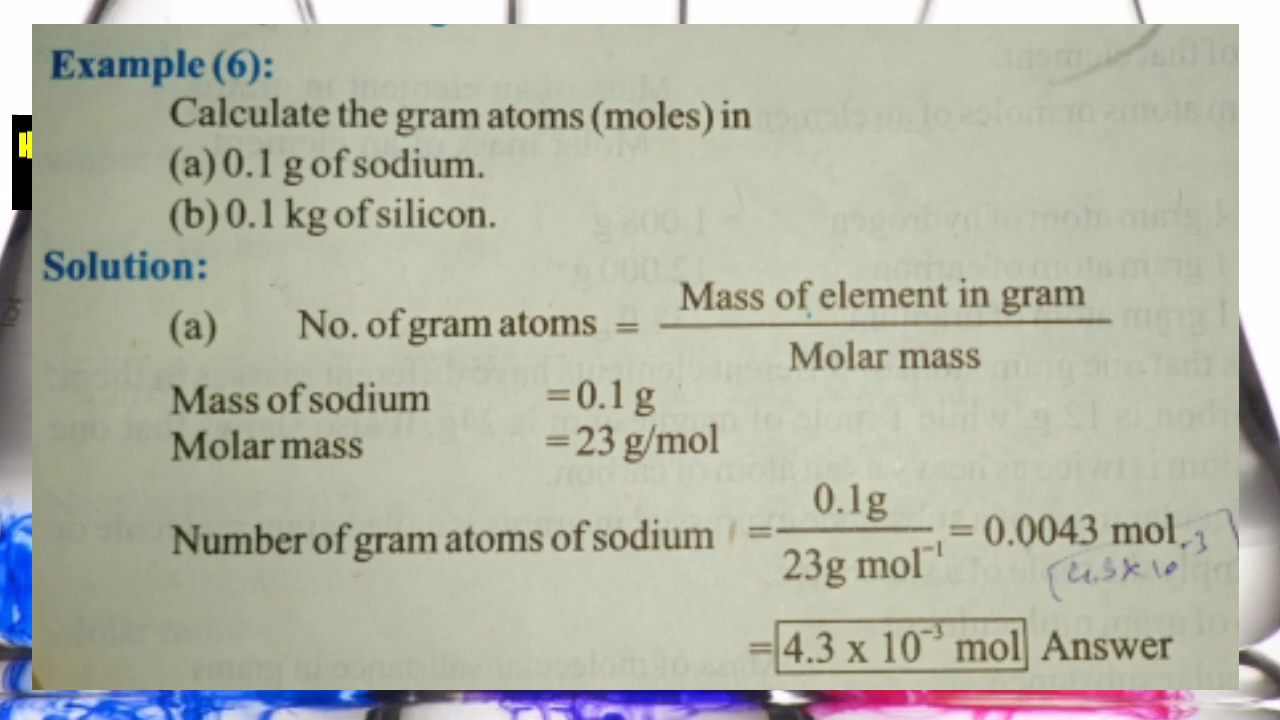 Example (6):
Calculate the gram atoms (moles) in
(a) 0.1 g of sodium.
(b) 0.1 kg of silicon.
Solution:
(a) No. of gram atoms = Mass of element in gram / Molar mass
Mass of sodium = 0.1 g
Molar mass = 23 g/mol
Number of gram atoms of sodium = 0.1g / 23g mol⁻¹ = 0.0043 mol
4.3 x 10⁻³
= 4.3 x 10⁻³ mol Answer